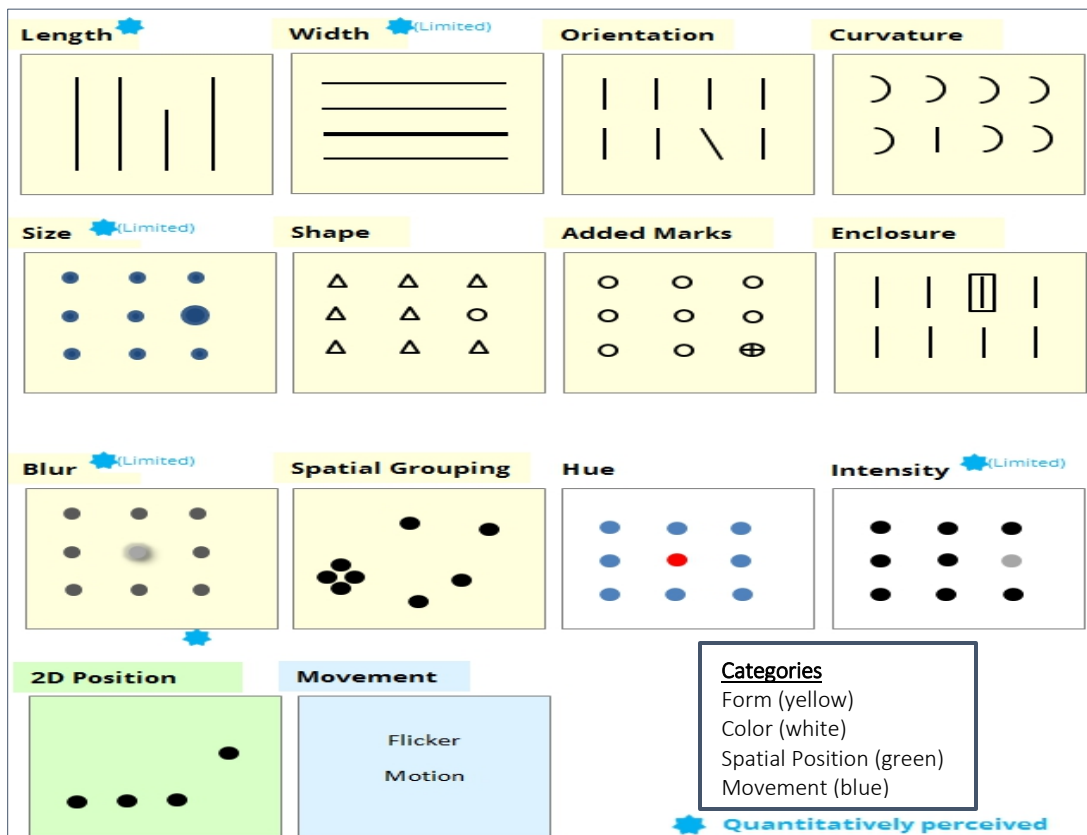 Length
Width (Limited)
Orientation
Curvature
Size (Limited)
Shape
Added Marks
Enclosure
Blur (Limited)
Spatial Grouping
Hue
Intensity (Limited)
2D Position
Movement
Flicker
Motion
Categories
Form (yellow)
Color (white)
Spatial Position (green)
Movement (blue)
Quantitatively perceived